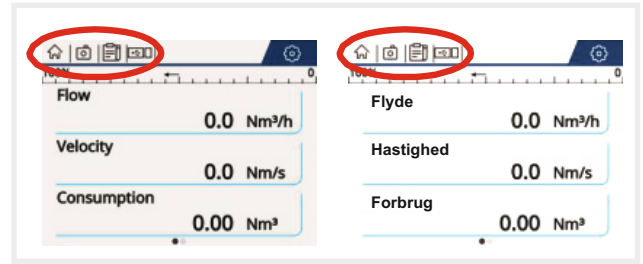 100%
0
Flow
0.0 Nm³/h
Velocity
0.0 Nm/s
Consumption
0.00 Nm³
100%
0
Flyde
0.0 Nm³/h
Hastighed
0.0 Nm/s
Forbrug
0.00 Nm³